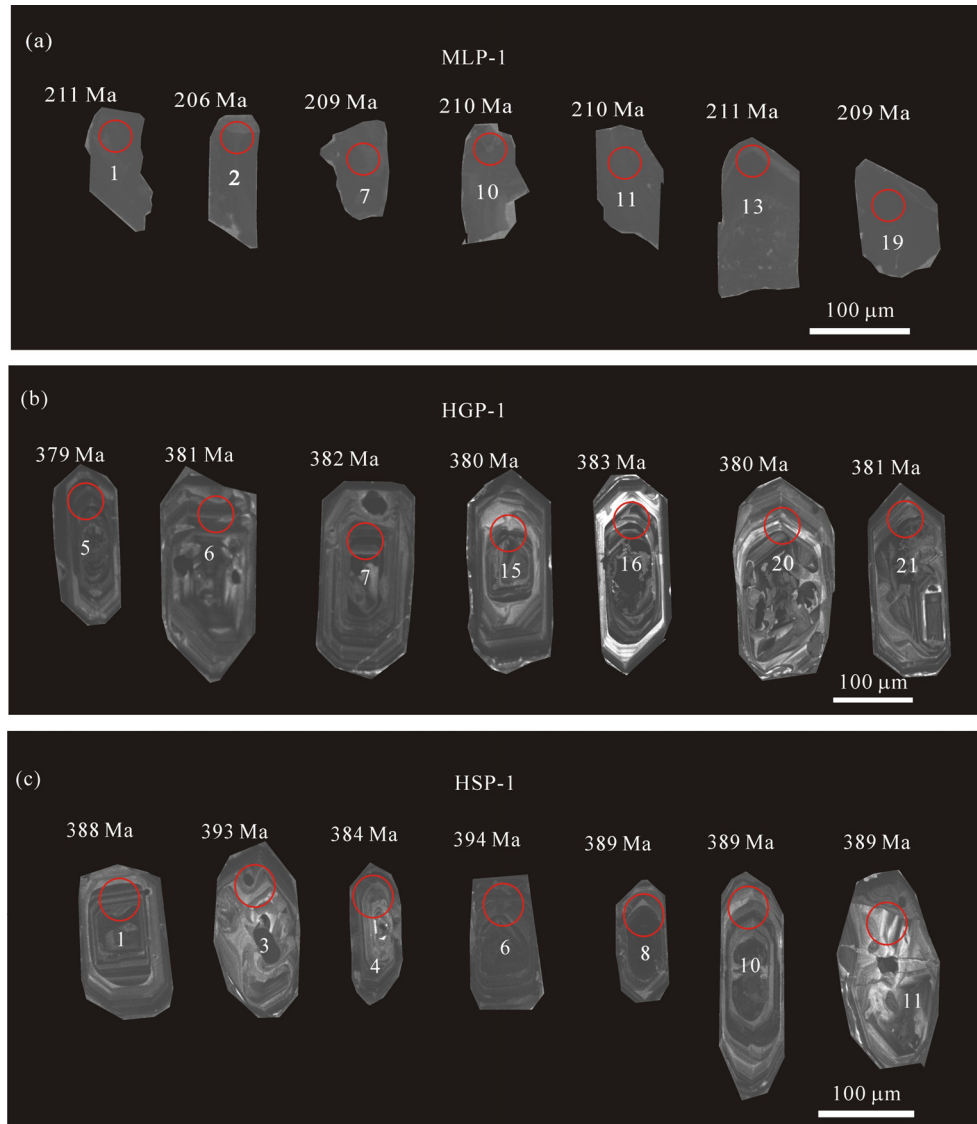 (a)
MLP-1
211 Ma 206 Ma 209 Ma 210 Ma 210 Ma 211 Ma 209 Ma
1 2 7 10 11 13 19
100 μm
(b)
HGP-1
379 Ma 381 Ma 382 Ma 380 Ma 383 Ma 380 Ma 381 Ma
5 6 7 15 16 20 21
100 μm
(c)
HSP-1
388 Ma 393 Ma 384 Ma 394 Ma 389 Ma 389 Ma 389 Ma
1 3 4 6 8 10 11
100 μm